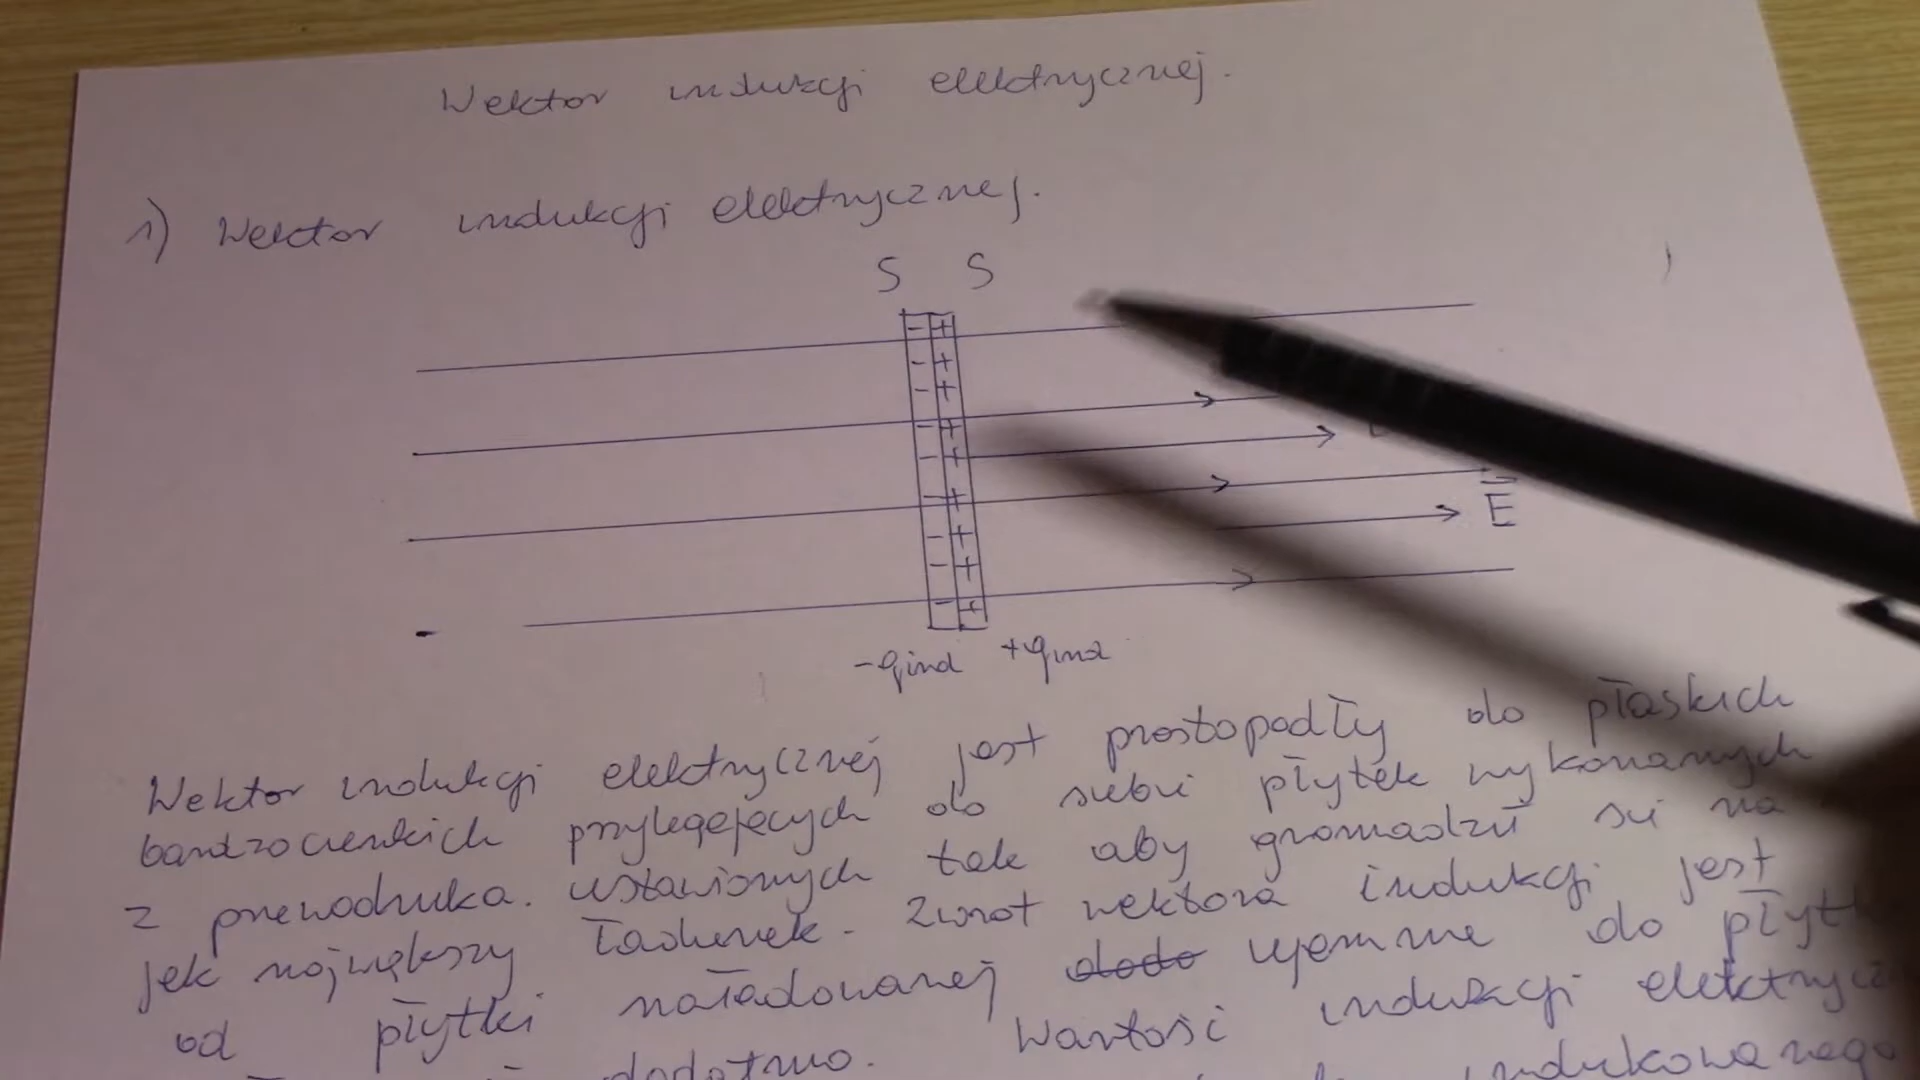 Wektor indukcji elektrycznej.
1) Wektor indukcji elektrycznej.
S S
- +
- +
- +
- +
- +
- +
- +
- +
- +
E
-qind +qind
Wektor indukcji elektrycznej jest prostopadły do płaskich
bardzo cienkich przylegających do siebie płytek wykonanych
z przewodnika. ustawionych tak aby gromadził się na
jak największy ładunek. Zwrot wektora indukcji jest
od płytki naładowanej dodo ujemnie do
dodatnio. Wartość indukcji
indukowanego